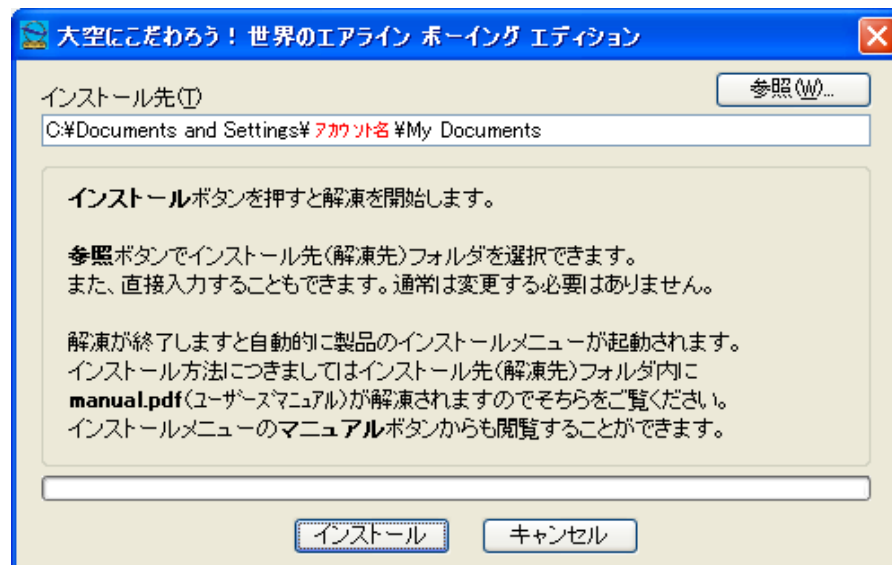 大空にこだわろう！世界のエアライン ボーイング エディション
インストール先(T)
参照(W)...
C:¥Documents and Settings¥アカウント名¥My Documents
インストールボタンを押すと解凍を開始します。
参照ボタンでインストール先(解凍先)フォルダを選択できます。
また、直接入力することもできます。通常は変更する必要はありません。
解凍が終了しますと自動的に製品のインストールメニューが起動されます。
インストール方法につきましてはインストール先(解凍先)フォルダ内に
manual.pdf(ユーザーズマニュアル)が解凍されますのでそちらをご覧ください。
インストールメニューのマニュアルボタンからも閲覧することができます。
インストール
キャンセル